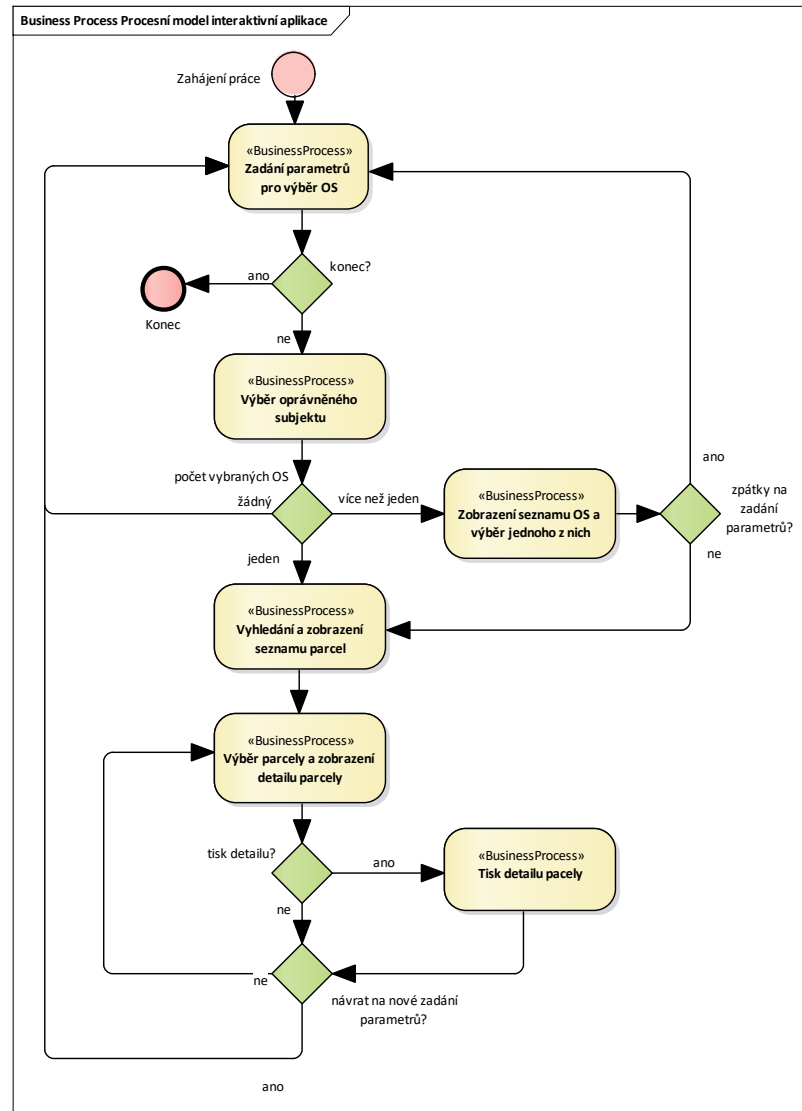 Business Process Procesní model interaktivní aplikace
Zahájení práce
«BusinessProcess»
Zadání parametrů
pro výběr OS
konec?
ano
Konec
ne
«BusinessProcess»
Výběr oprávněného
subjektu
počet vybraných OS
žádný
více než jeden
«BusinessProcess»
Zobrazení seznamu OS a
výběr jednoho z nich
ano
zpátky na
zadání
parametrů?
ne
jeden
«BusinessProcess»
Vyhledání a zobrazení
seznamu parcel
«BusinessProcess»
Výběr parcely a zobrazení
detailu parcely
tisk detailu?
ano
«BusinessProcess»
Tisk detailu pacely
ne
ne
návrat na nové zadání
parametrů?
ano